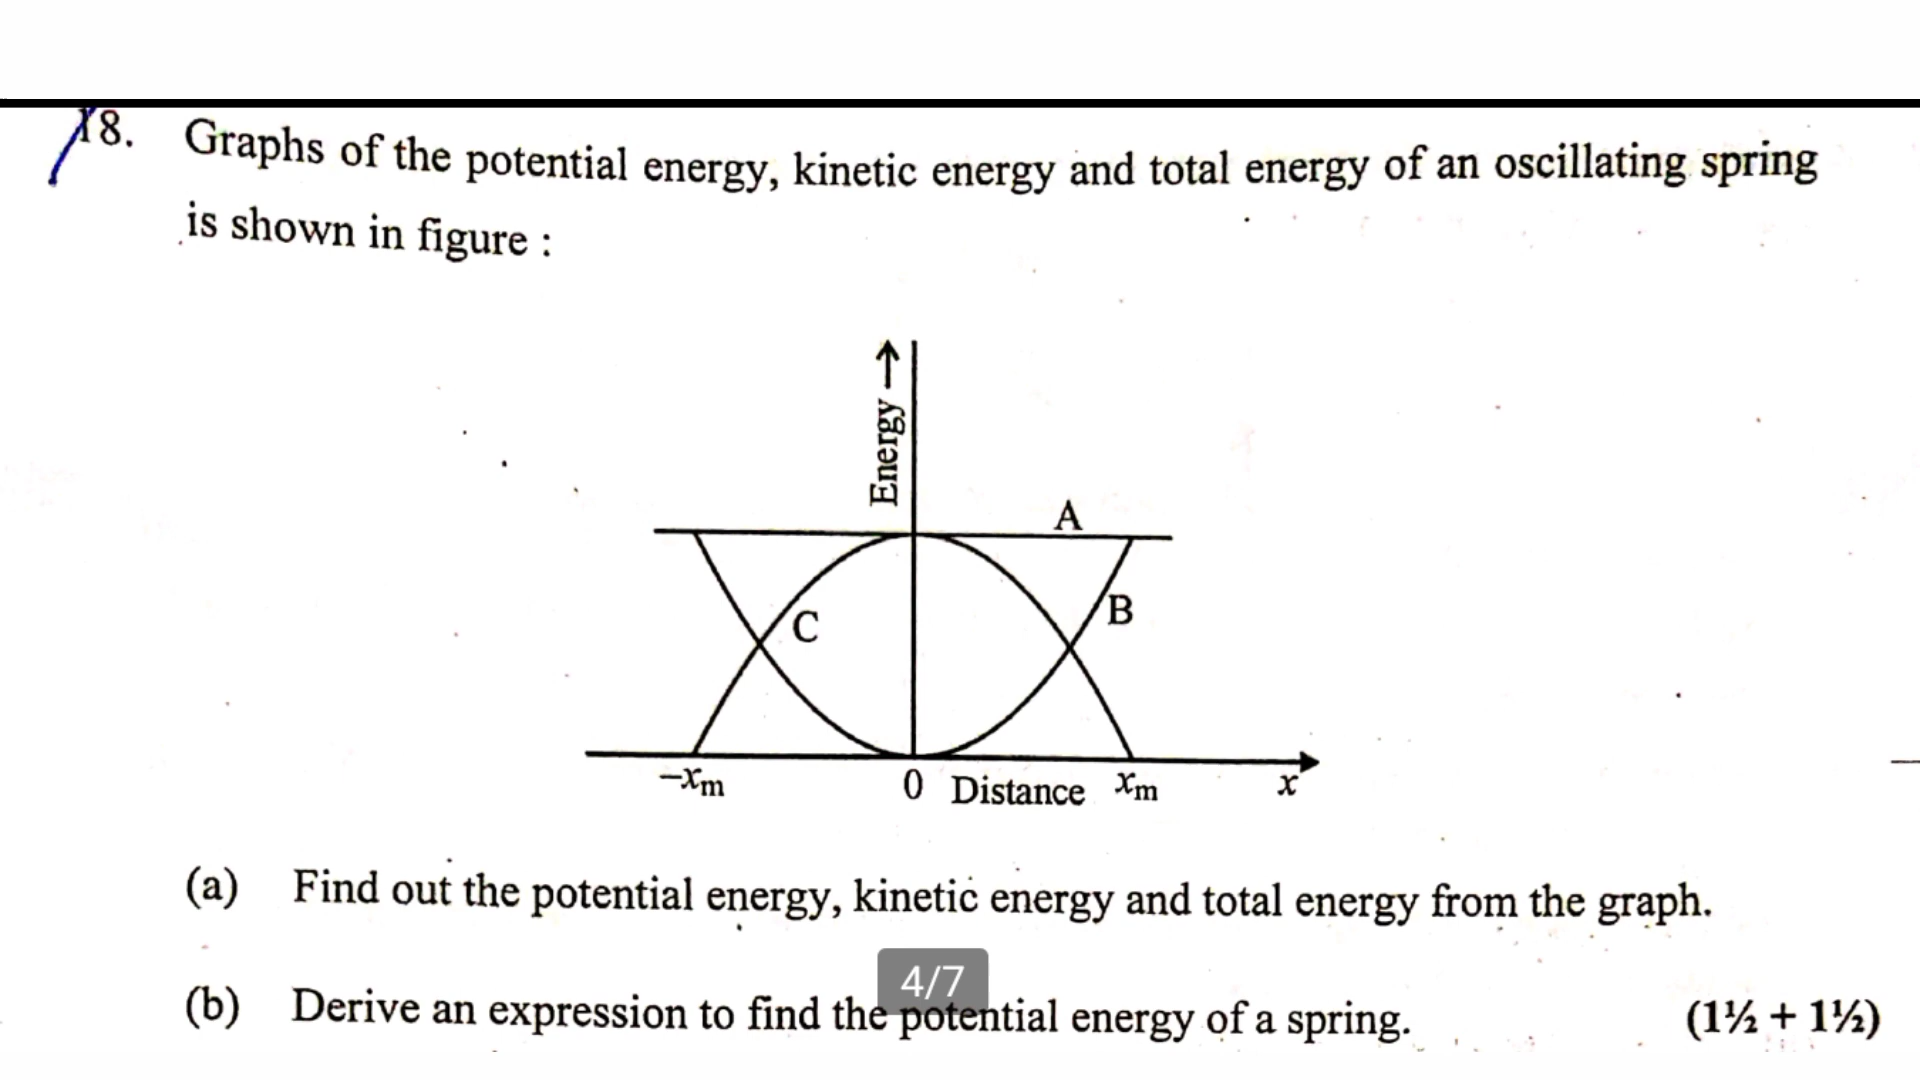 18. Graphs of the potential energy, kinetic energy and total energy of an oscillating spring
is shown in figure :
Energy →
A
B
C
–xm 0 Distance xm x
(a) Find out the potential energy, kinetic energy and total energy from the graph.
4/7
(b) Derive an expression to find the potential energy of a spring. (1½ + 1½)